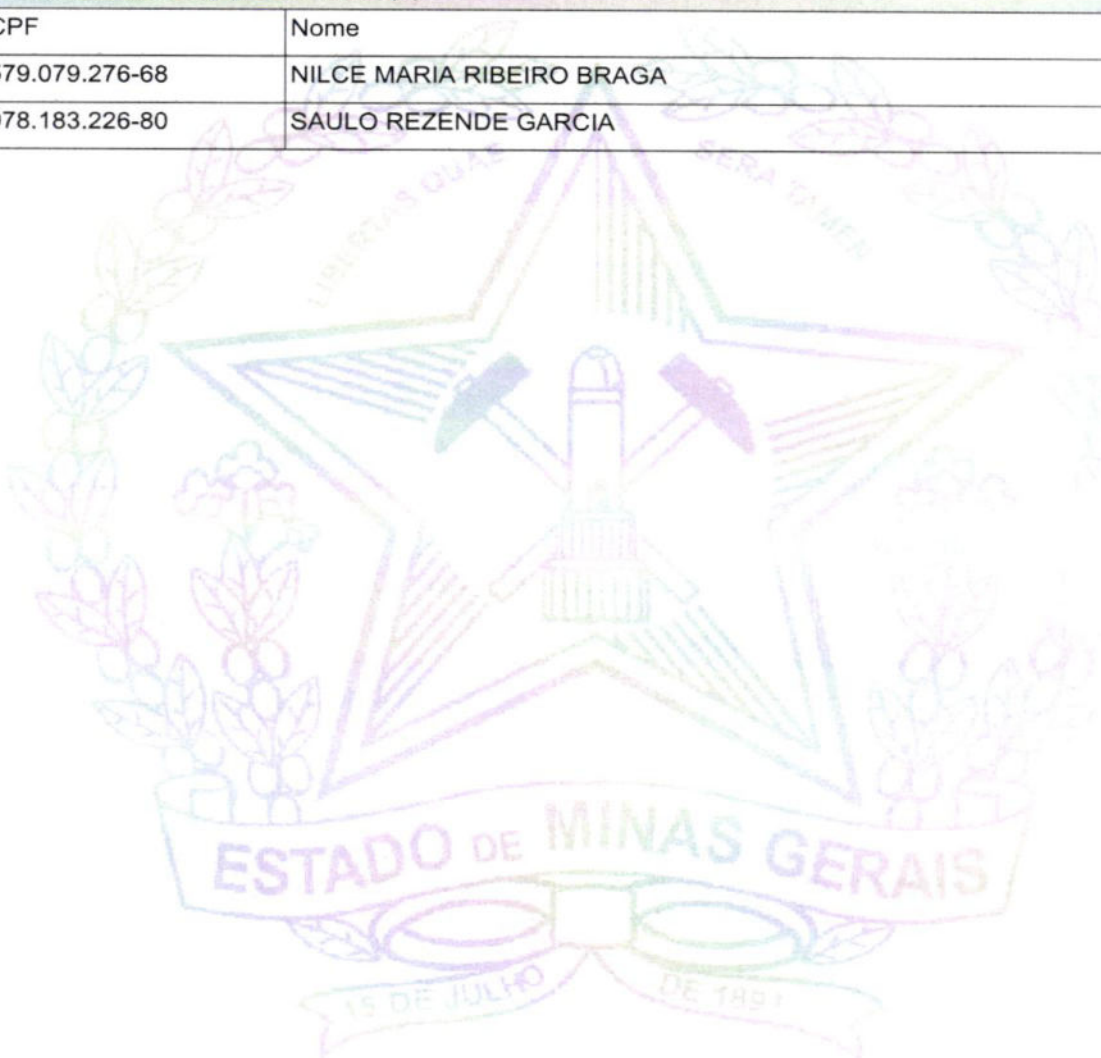 CPF Nome
579.079.276-68 NILCE MARIA RIBEIRO BRAGA
078.183.226-80 SAULO REZENDE GARCIA
LIBERTAS QUAE SERA TAMEN
ESTADO DE MINAS GERAIS
15 DE JULHO DE 1891